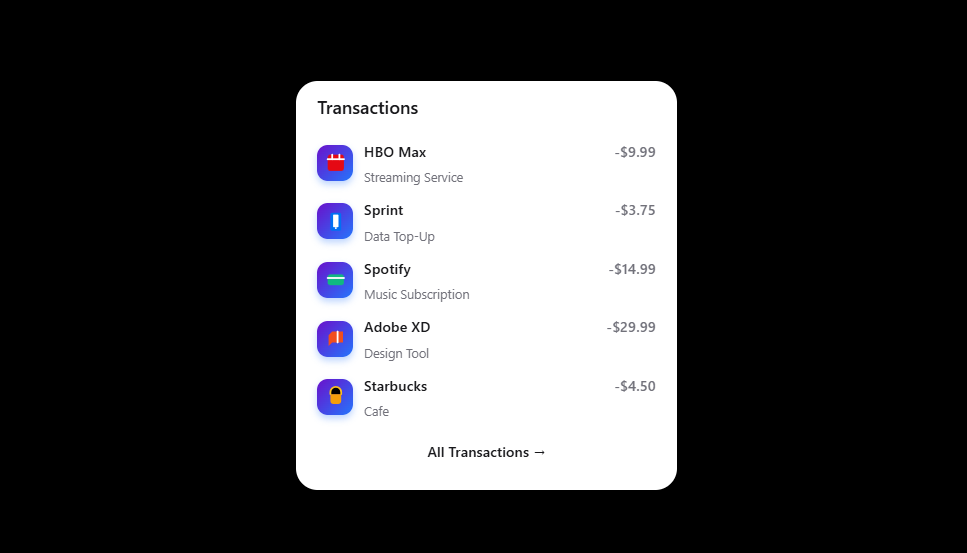 Transactions
HBO Max -$9.99
Streaming Service
Sprint -$3.75
Data Top-Up
Spotify -$14.99
Music Subscription
Adobe XD -$29.99
Design Tool
Starbucks -$4.50
Cafe
All Transactions →